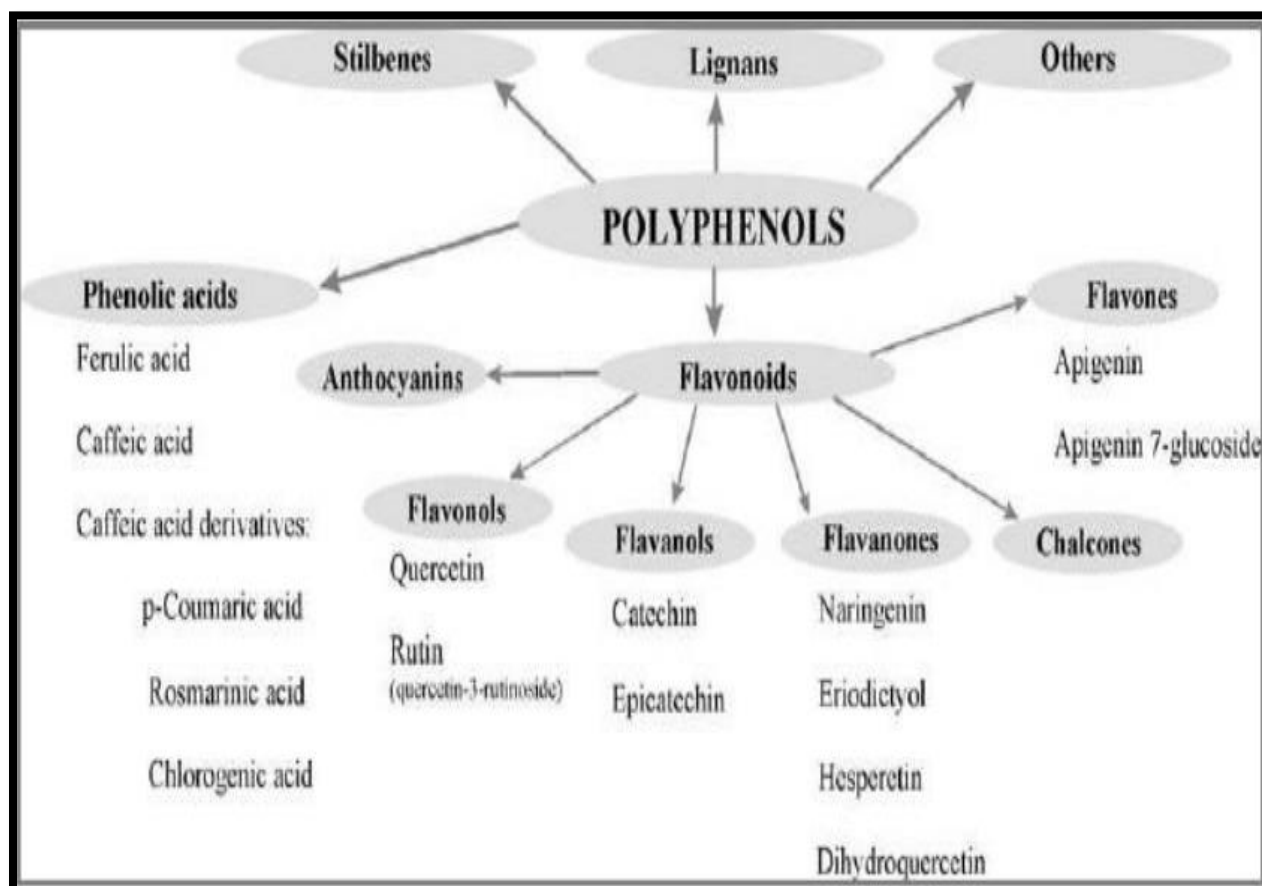 Stilbenes
Lignans
Others
POLYPHENOLS
Phenolic acids
Ferulic acid
Caffeic acid
Caffeic acid derivatives:
p-Coumaric acid
Rosmarinic acid
Chlorogenic acid
Flavonoids
Anthocyanins
Flavonols
Quercetin
Rutin
(quercetin-3-rutinoside)
Flavanols
Catechin
Epicatechin
Flavanones
Naringenin
Eriodictyol
Hesperetin
Dihydroquercetin
Chalcones
Flavones
Apigenin
Apigenin 7-glucoside